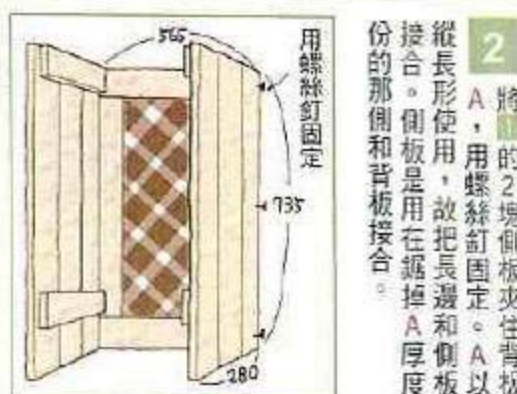 2
將1的2塊側板夾住背板
A，用螺絲釘固定。A以
縱長形使用，故把長邊和側板
接合。側板是用在鋸掉A厚度
份的那側和背板接合。
用螺絲釘固定
565
735
280